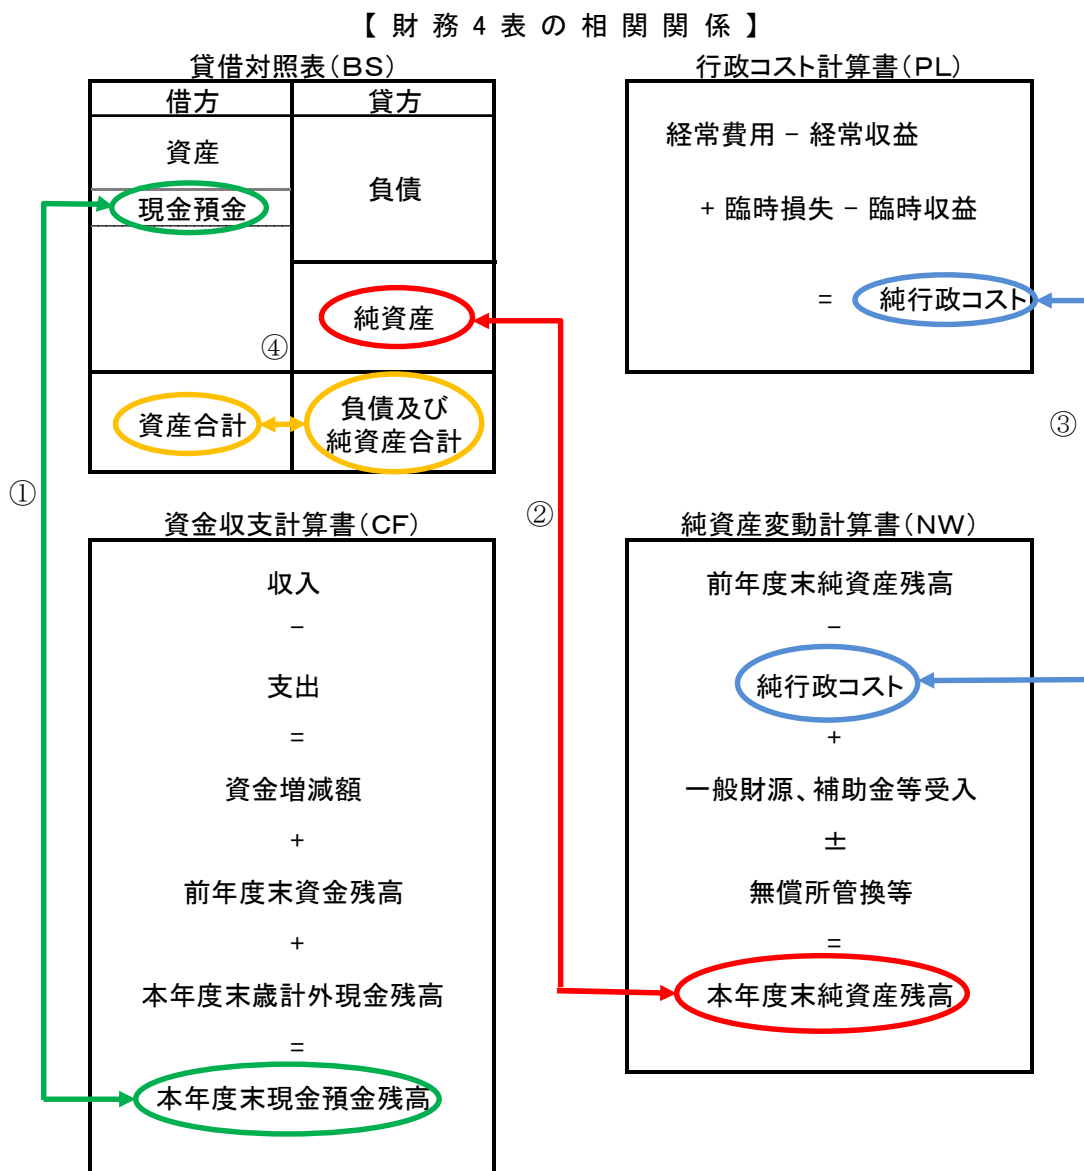 【 財 務 4 表 の 相 関 関 係 】
貸借対照表(BS)
借方
貸方
資産
現金預金
負債
純資産
④
資産合計
負債及び
純資産合計
行政コスト計算書(PL)
経常費用 － 経常収益
+ 臨時損失 － 臨時収益
= 純行政コスト
③
①
②
資金収支計算書(CF)
収入
－
支出
=
資金増減額
+
前年度末資金残高
+
本年度末歳計外現金残高
=
本年度末現金預金残高
純資産変動計算書(NW)
前年度末純資産残高
－
純行政コスト
+
一般財源、補助金等受入
±
無償所管換等
=
本年度末純資産残高